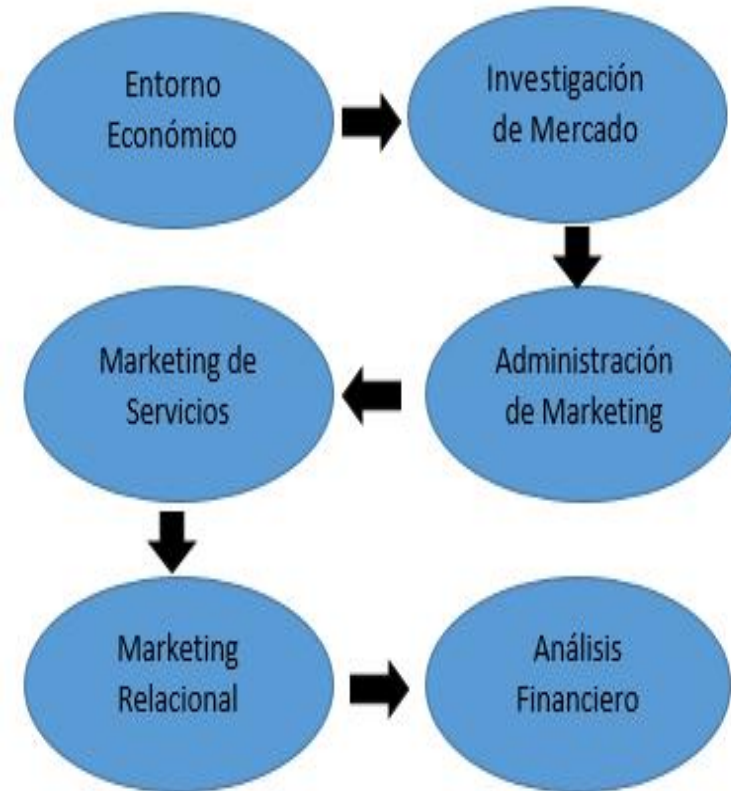 Entorno
Económico
Investigación
de Mercado
Administración
de Marketing
Marketing de
Servicios
Marketing
Relacional
Análisis
Financiero